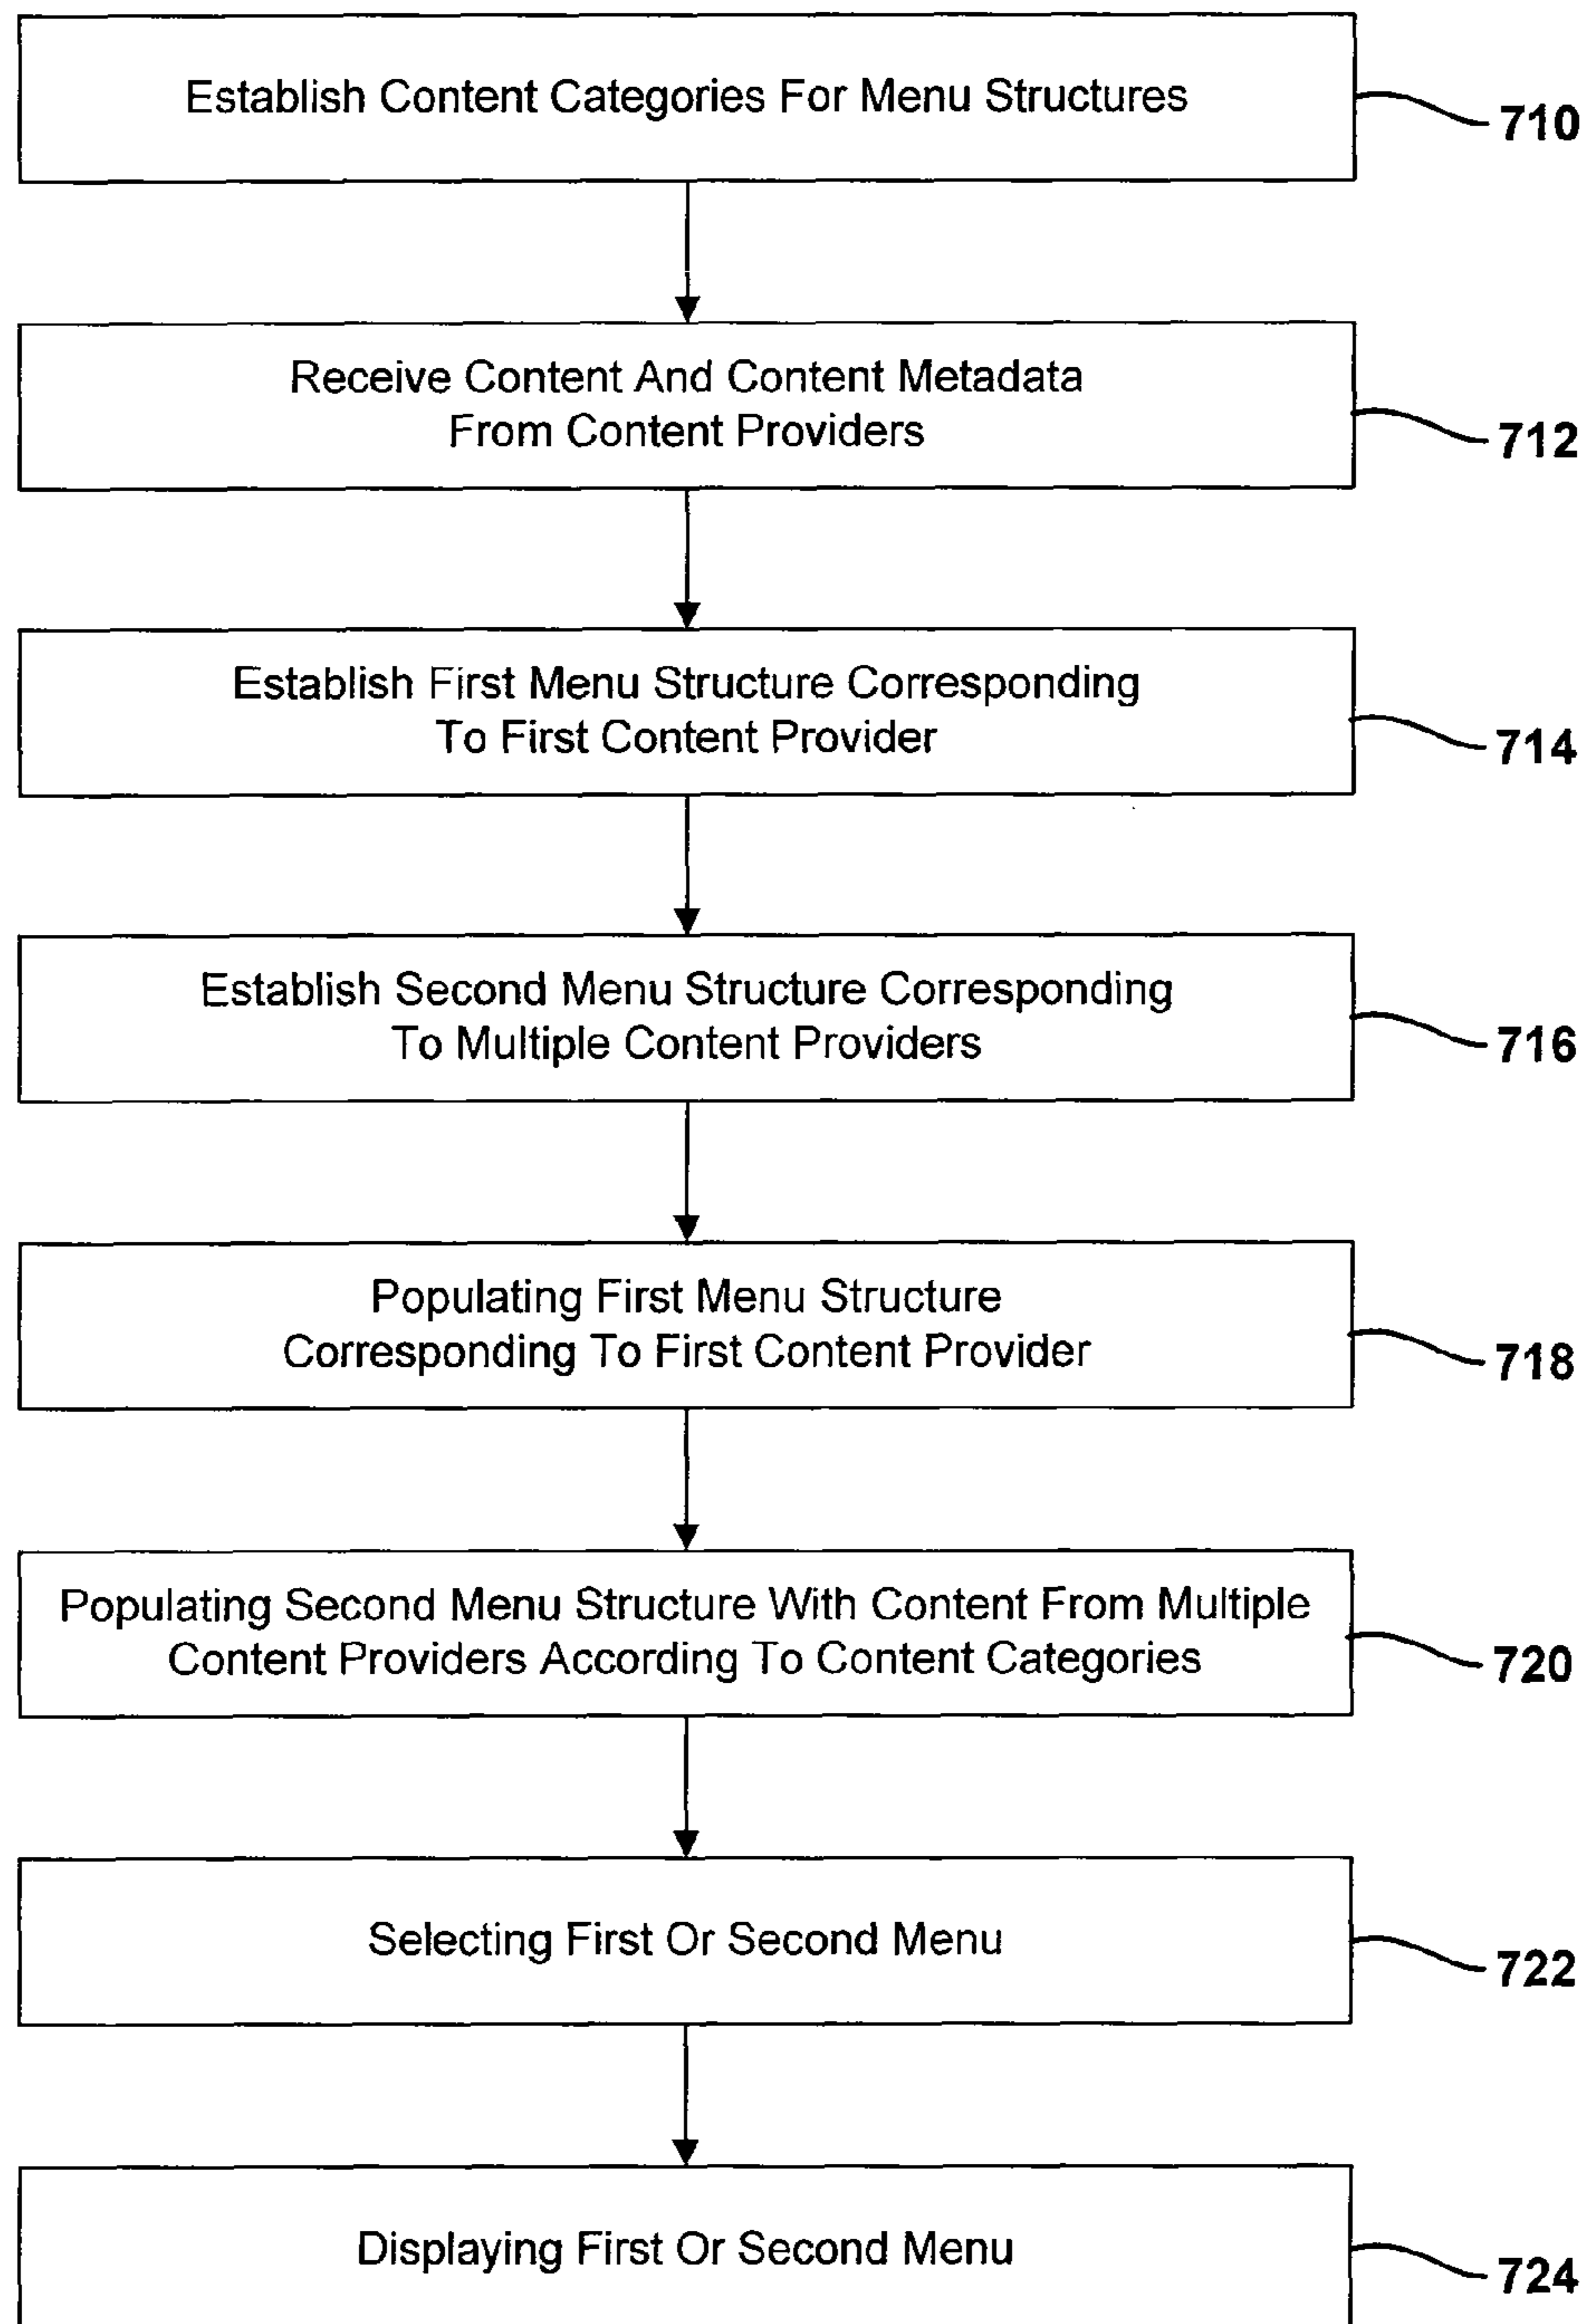 Establish Content Categories For Menu Structures
710
Receive Content And Content Metadata
From Content Providers
712
Establish First Menu Structure Corresponding
To First Content Provider
714
Establish Second Menu Structure Corresponding
To Multiple Content Providers
716
Populating First Menu Structure
Corresponding To First Content Provider
718
Populating Second Menu Structure With Content From Multiple
Content Providers According To Content Categories
720
Selecting First Or Second Menu
722
Displaying First Or Second Menu
724